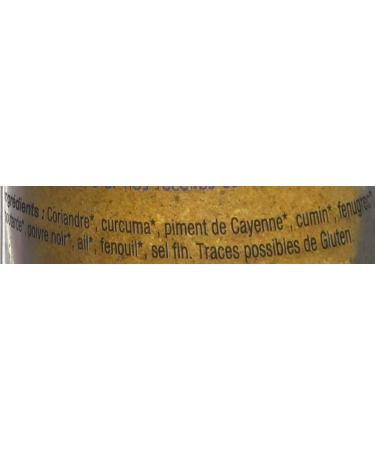 Ingrédients : Coriandre*, curcuma*, piment de Cayenne*, cumin*, fenugrec*
poivre noir*, ail*, fenouil*, sel fin. Traces possibles de Gluten.